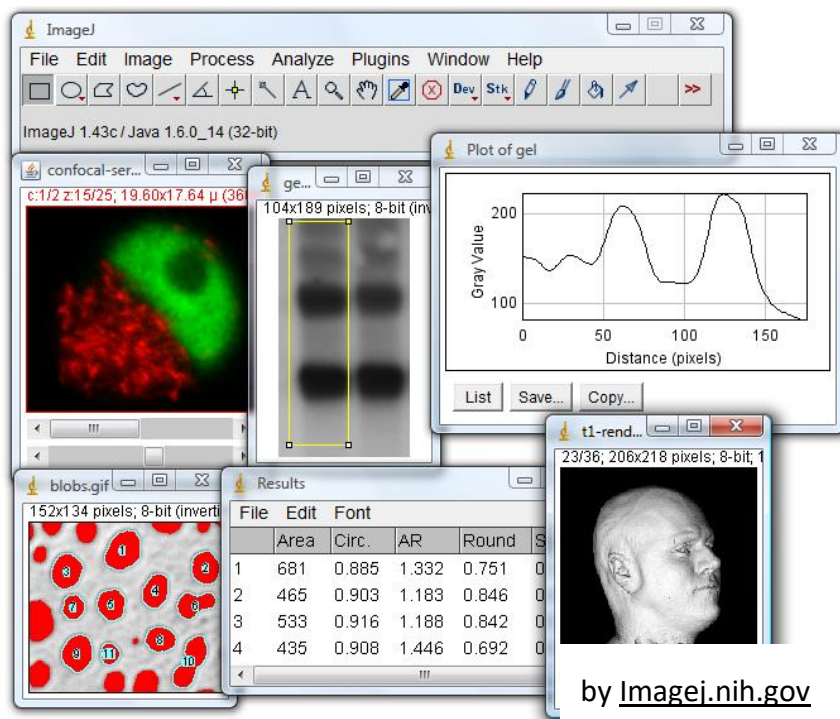 ImageJ
File Edit Image Process Analyze Plugins Window Help
A Dev Stk >>
ImageJ 1.43c / Java 1.6.0_14 (32-bit)
confocal-ser...
c:1/2 z:15/25; 19.60x17.64 µ (36
ge...
104x189 pixels; 8-bit (inv
Plot of gel
200
100
Gray Value
0 50 100 150
Distance (pixels)
List Save... Copy...
blobs.gif
152x134 pixels; 8-bit (inverti
1
2
3
4
5
6
7
8
9
10
11
Results
File Edit Font
Area Circ. AR Round S
1 681 0.885 1.332 0.751 0
2 465 0.903 1.183 0.846 0
3 533 0.916 1.188 0.842 0
4 435 0.908 1.446 0.692 0
t1-rend...
23/36; 206x218 pixels; 8-bit; 1
by Imagej.nih.gov